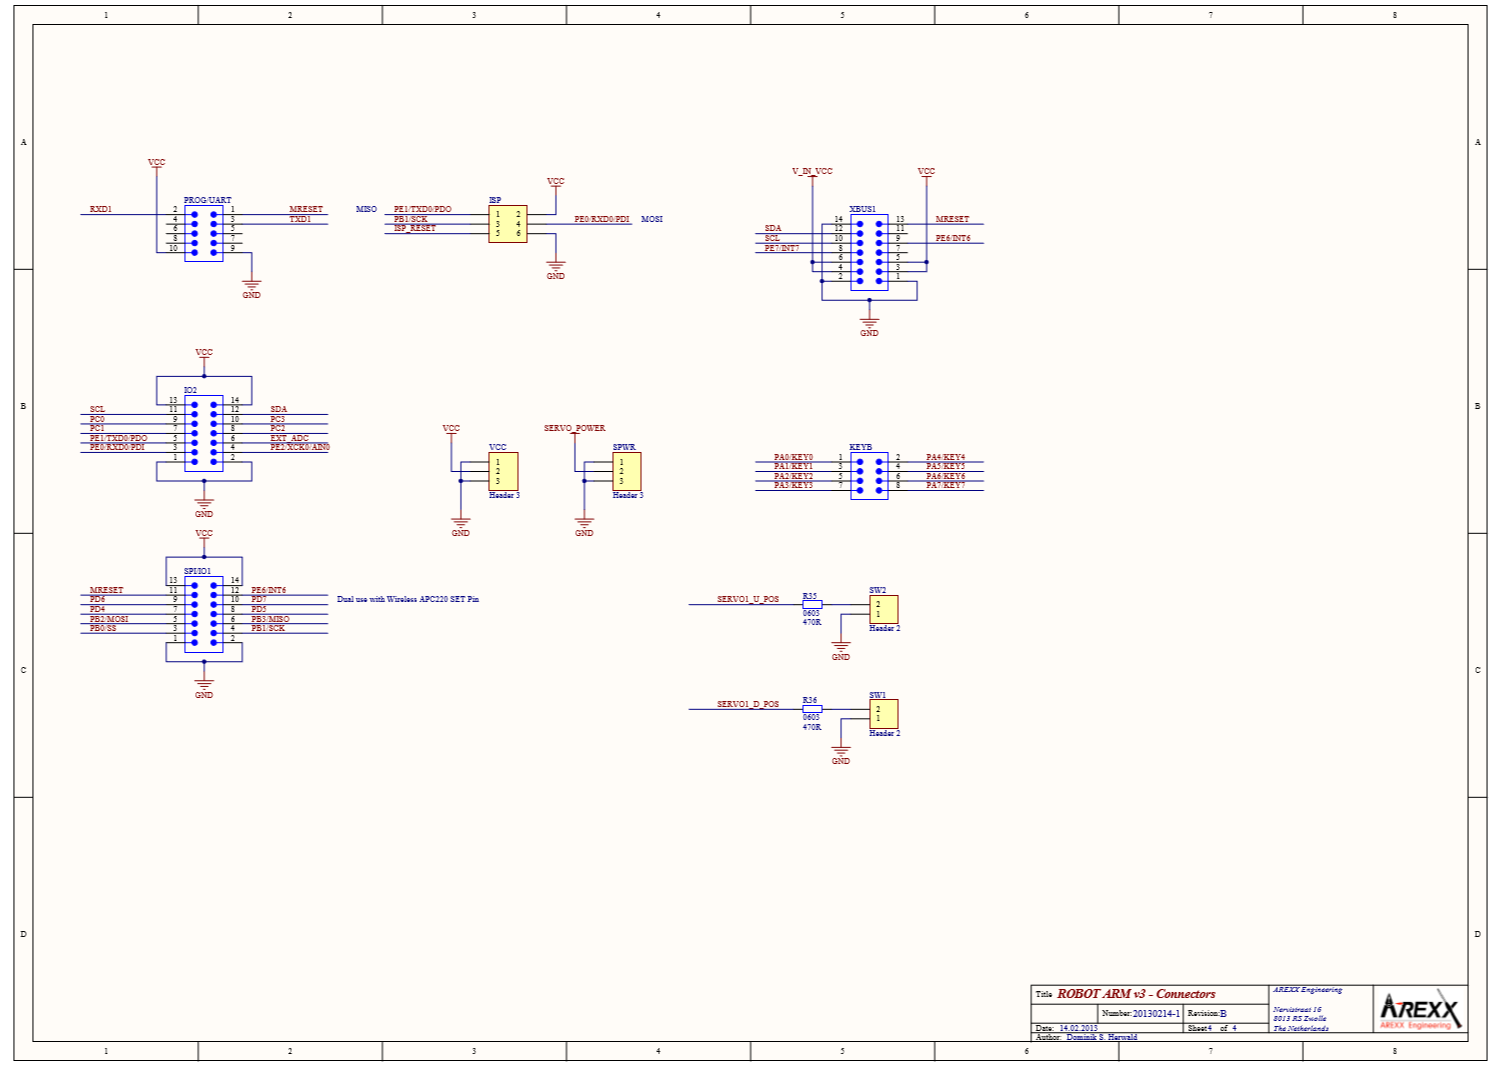 1 2 3 4 5 6 7 8
A A
VCC
PROG/UART
RXD1 2 1 MRESET
4 3 TXD1
6 5
8 7
10 9
GND
VCC
ISP
MISO PE1/TXD0/PDO 1 2
PB1/SCK 3 4 PE0/RXD0/PDI MOSI
ISP_RESET 5 6
GND
V_IN_VCC VCC
XBUS1
14 13 MRESET
SDA 12 11
SCL 10 9 PE6/INT6
PE7/INT7 8 7
6 5
4 3
2 1
GND
B B
VCC
IO2
13 14
SCL 11 12 SDA
PC0 9 10 PC3
PC1 7 8 PC2
PE1/TXD0/PDO 5 6 EXT_ADC
PE0/RXD0/PDI 3 4 PE2/XCK0/AIN0
1 2
GND
VCC
VCC
1
2
3
Header 3
GND
SERVO_POWER
SPWR
1
2
3
Header 3
GND
KEYB
PA0/KEY0 1 2 PA4/KEY4
PA1/KEY1 3 4 PA5/KEY5
PA2/KEY2 5 6 PA6/KEY6
PA3/KEY3 7 8 PA7/KEY7
VCC
SPI/IO1
13 14
MRESET 11 12 PE6/INT6
PD6 9 10 PD7 Dual use with Wireless APC220 SET Pin
PD4 7 8 PD5
PB2/MOSI 5 6 PB3/MISO
PB0/SS 3 4 PB1/SCK
1 2
GND
SW2
SERVO1_U_POS R35 2
0603 1
470R Header 2
GND
C C
SW1
SERVO1_D_POS R36 2
0603 1
470R Header 2
GND
D D
Title ROBOT ARM v3 - Connectors
Number: 20130214-1 Revision: B
Date: 14.02.2013 Sheet 4 of 4
Author: Dominik S. Herwald
AREXX Engineering
Nervistraat 16
8013 RS Zwolle
The Netherlands
AREXX
AREXX Engineering
1 2 3 4 5 6 7 8